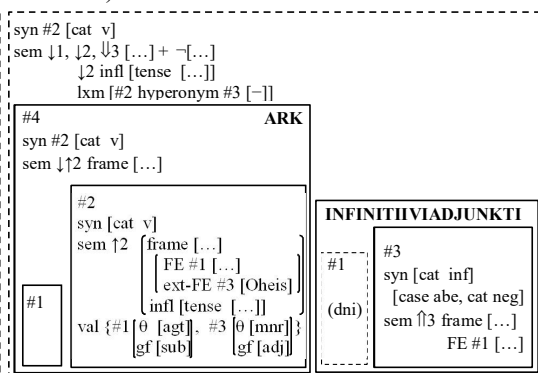 syn #2 [cat v]
sem ↓1, ↓2, ⇓3 […] + ¬[…]
↓2 infl [tense […]]
lxm [#2 hyperonym #3 [−]]
#4 ARK
syn #2 [cat v]
sem ↓↑2 frame […]
#1
#2
syn [cat v]
sem ↑2 frame […]
FE #1 […]
ext-FE #3 [Oheis]
infl [tense […]]
val {#1 θ [agt] , #3 θ [mnr] }
gf [sub] gf [adj]
INFINITIIVIADJUNKTI
#1
(dni)
#3
syn [cat inf]
[case abe, cat neg]
sem ⇑3 frame […]
FE #1 […]